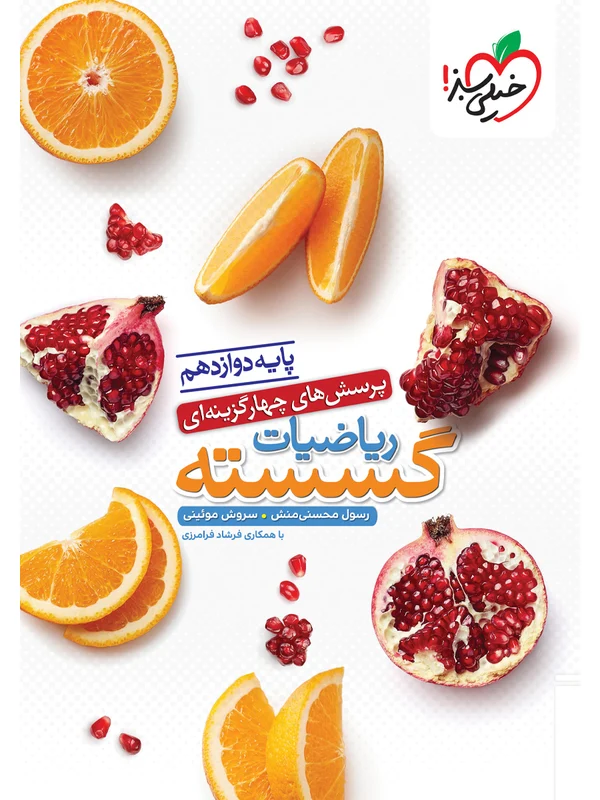 خیلی سبز!
پایه دوازدهم
پرسش‌های چهارگزینه‌ای
ریاضیات
گسسته
رسول محسنی‌منش • سروش موئینی
با همکاری فرشاد فرامرزی